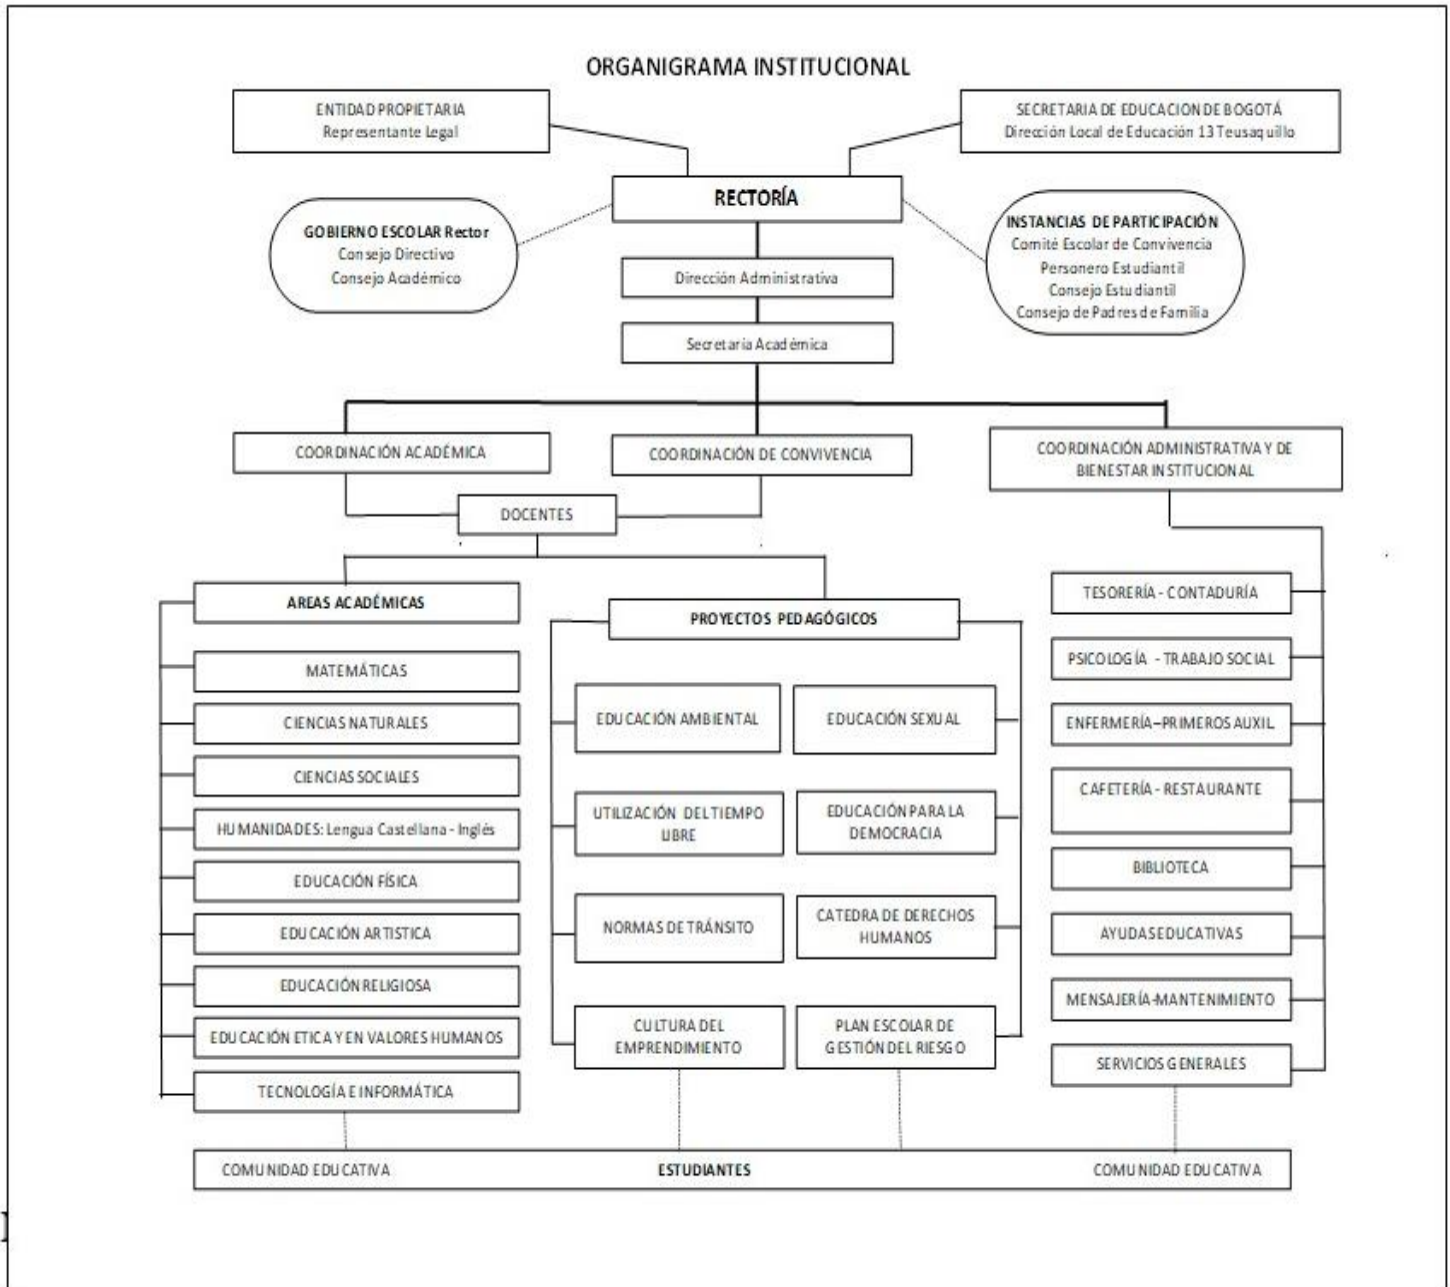 ORGANIGRAMA INSTITUCIONAL
ENTIDAD PROPIETARIA
Representante Legal
SECRETARIA DE EDUCACION DE BOGOTÁ
Dirección Local de Educación 13 Teusaquillo
RECTORÍA
GOBIERNO ESCOLAR Rector
Consejo Directivo
Consejo Académico
INSTANCIAS DE PARTICIPACIÓN
Comité Escolar de Convivencia
Personero Estudiantil
Consejo Estudiantil
Consejo de Padres de Familia
Dirección Administrativa
Secretaría Académica
COORDINACIÓN ACADÉMICA
COORDINACIÓN DE CONVIVENCIA
COORDINACIÓN ADMINISTRATIVA Y DE
BIENESTAR INSTITUCIONAL
DOCENTES
AREAS ACADÉMICAS
MATEMÁTICAS
CIENCIAS NATURALES
CIENCIAS SOCIALES
HUMANIDADES: Lengua Castellana - Inglés
EDUCACIÓN FÍSICA
EDUCACIÓN ARTISTICA
EDUCACIÓN RELIGIOSA
EDUCACIÓN ETICA Y EN VALORES HUMANOS
TECNOLOGÍA E INFORMÁTICA
PROYECTOS PEDAGÓGICOS
EDUCACIÓN AMBIENTAL
EDUCACIÓN SEXUAL
UTILIZACIÓN DEL TIEMPO
LIBRE
EDUCACIÓN PARA LA
DEMOCRACIA
NORMAS DE TRÁNSITO
CATEDRA DE DERECHOS
HUMANOS
CULTURA DEL
EMPRENDIMIENTO
PLAN ESCOLAR DE
GESTIÓN DEL RIESGO
TESORERÍA - CONTADURÍA
PSICOLOGÍA - TRABAJO SOCIAL
ENFERMERÍA–PRIMEROS AUXIL.
CAFETERÍA - RESTAURANTE
BIBLIOTECA
AYUDAS EDUCATIVAS
MENSAJERÍA-MANTENIMIENTO
SERVICIOS GENERALES
COMUNIDAD EDUCATIVA ESTUDIANTES COMUNIDAD EDUCATIVA